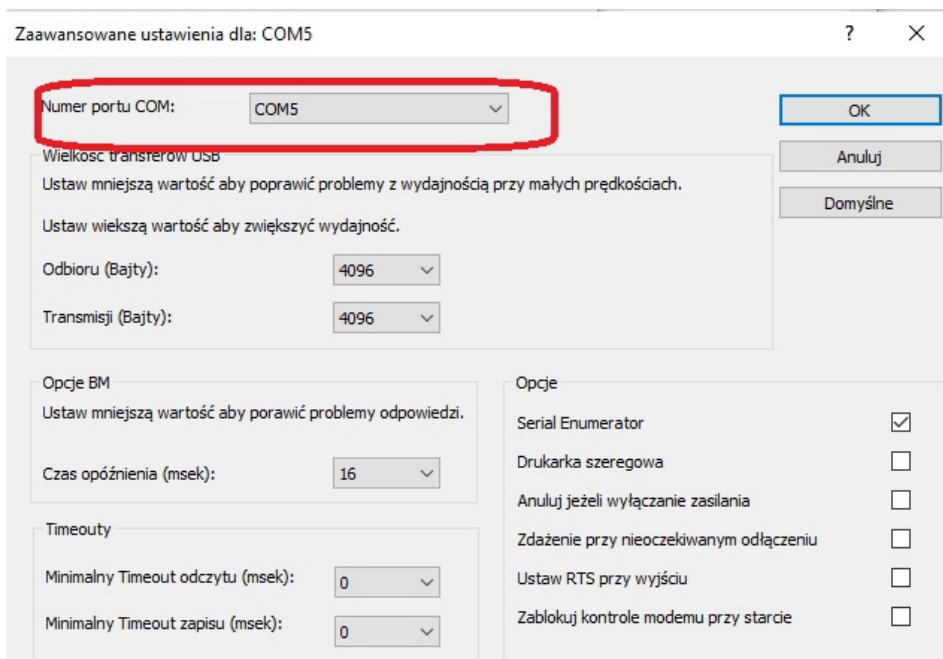 Zaawansowane ustawienia dla: COM5
Numer portu COM: COM5
OK
Wielkość transferów USB
Anuluj
Ustaw mniejszą wartość aby poprawić problemy z wydajnością przy małych prędkościach.
Domyślne
Ustaw wiekszą wartość aby zwiększyć wydajność.
Odbioru (Bajty): 4096
Transmisji (Bajty): 4096
Opcje BM
Ustaw mniejszą wartość aby porawić problemy odpowiedzi.
Czas opóźnienia (msek): 16
Timeouty
Minimalny Timeout odczytu (msek): 0
Minimalny Timeout zapisu (msek): 0
Opcje
Serial Enumerator
Drukarka szeregowa
Anuluj jeżeli wyłączanie zasilania
Zdażenie przy nieoczekiwanym odłączeniu
Ustaw RTS przy wyjściu
Zablokuj kontrole modemu przy starcie